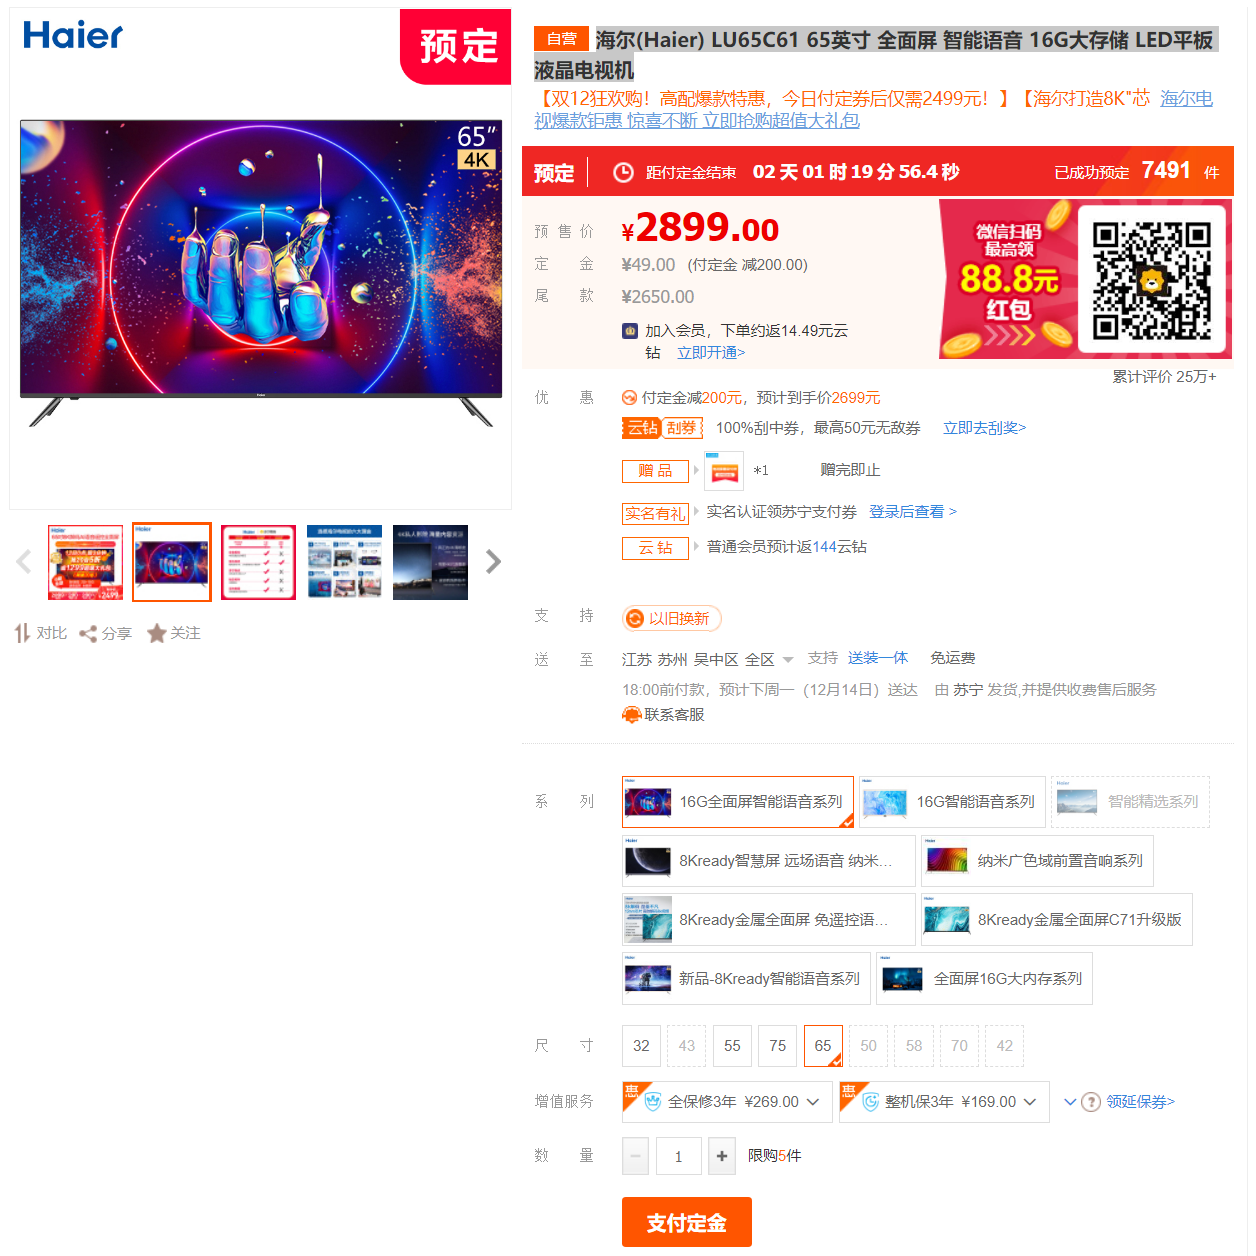 Haier
预定
65"
4K
自营 海尔(Haier) LU65C61 65英寸 全面屏 智能语音 16G大存储 LED平板
液晶电视机
【双12狂欢购！高配爆款特惠，今日付定券后仅需2499元！】【海尔打造8K"芯 海尔电
视爆款钜惠 惊喜不断 立即抢购超值大礼包
预定 距付定金结束 02 天 01 时 19 分 56.4 秒 已成功预定 7491 件
预售价 ¥2899.00
定金 ¥49.00 (付定金 减200.00)
尾款 ¥2650.00
加入会员，下单约返14.49元云
钻 立即开通>
微信扫码
最高领
88.8元
红包
累计评价 25万+
优惠 付定金减200元，预计到手价2699元
云钻 刮券 100%刮中券，最高50元无敌券 立即去刮奖>
赠品 *1 赠完即止
实名有礼 实名认证领苏宁支付券 登录后查看 >
云钻 普通会员预计返144云钻
对比 分享 关注
支持 以旧换新
送至 江苏 苏州 吴中区 全区 支持 送装一体 免运费
18:00前付款，预计下周一（12月14日）送达 由 苏宁 发货,并提供收费售后服务
联系客服
系列 16G全面屏智能语音系列 16G智能语音系列 智能精选系列
8Kready智慧屏 远场语音 纳米... 纳米广色域前置音响系列
8Kready金属全面屏 免遥控语... 8Kready金属全面屏C71升级版
新品-8Kready智能语音系列 全面屏16G大内存系列
尺寸 32 43 55 75 65 50 58 70 42
增值服务 惠 全保修3年 ¥269.00 惠 整机保3年 ¥169.00 ? 领延保券>
数量 − 1 + 限购5件
支付定金